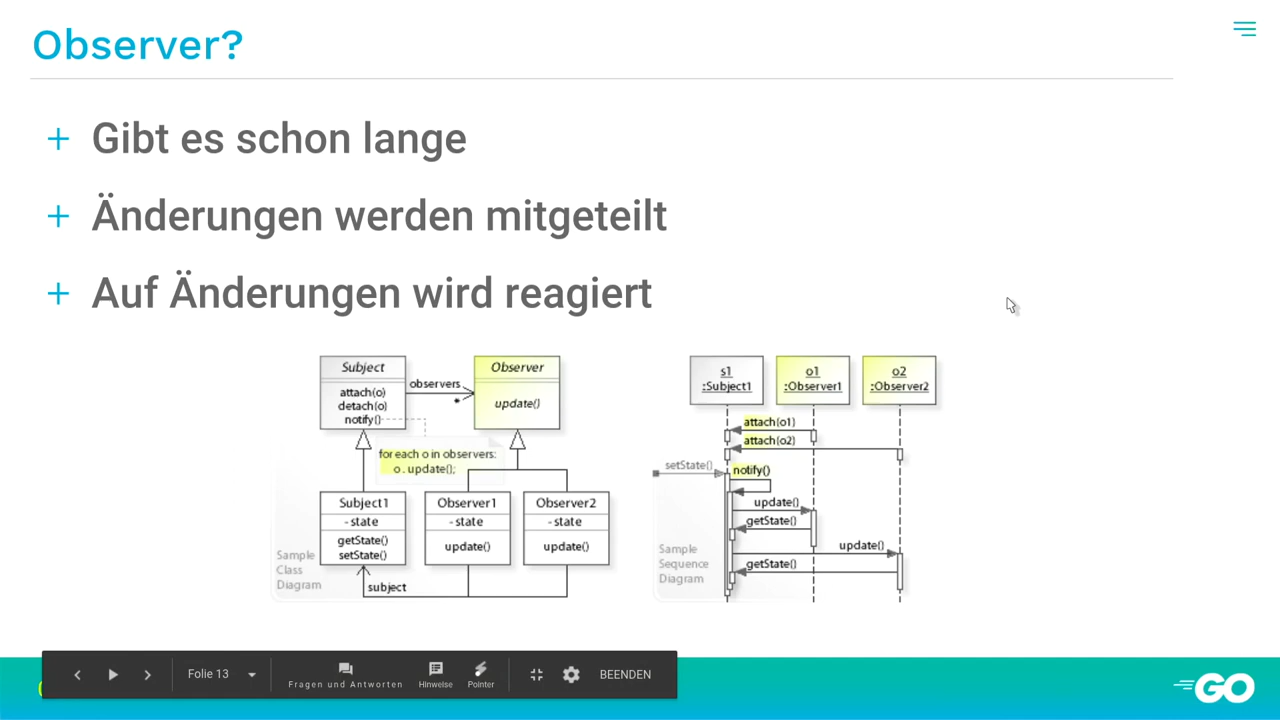 Observer?
+ Gibt es schon lange
+ Änderungen werden mitgeteilt
+ Auf Änderungen wird reagiert
Subject
attach(o)
detach(o)
notify()
observers
*
Observer
update()
for each o in observers:
o . update();
Subject1
- state
getState()
setState()
Observer1
- state
update()
Observer2
- state
update()
subject
Sample
Class
Diagram
s1
:Subject1
o1
:Observer1
o2
:Observer2
attach(o1)
attach(o2)
setState()
notify()
update()
getState()
update()
getState()
Sample
Sequence
Diagram
Folie 13
Fragen und Antworten
Hinweise
Pointer
BEENDEN
GO